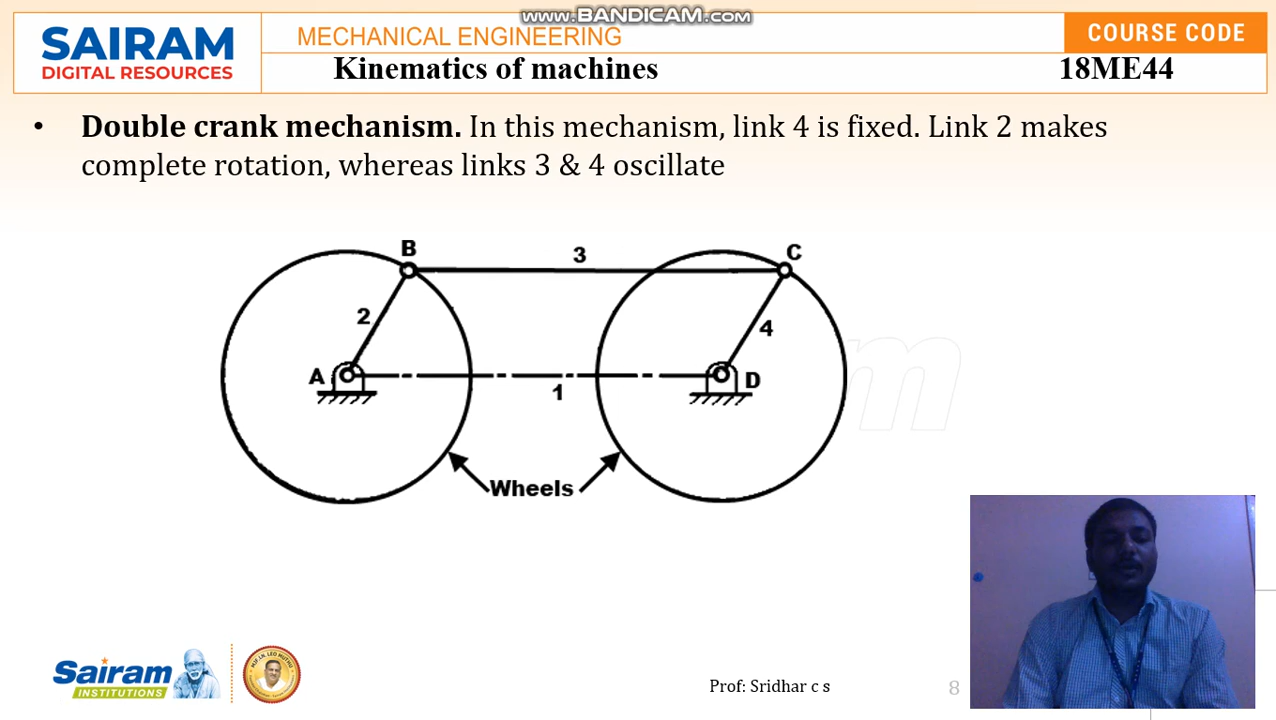 www.BANDICAM.com
SAIRAM
DIGITAL RESOURCES
MECHANICAL ENGINEERING
COURSE CODE
Kinematics of machines
18ME44
• Double crank mechanism. In this mechanism, link 4 is fixed. Link 2 makes
complete rotation, whereas links 3 & 4 oscillate
B
3
C
2
4
A
D
1
Wheels
Sairam
INSTITUTIONS
Prof: Sridhar c s
8